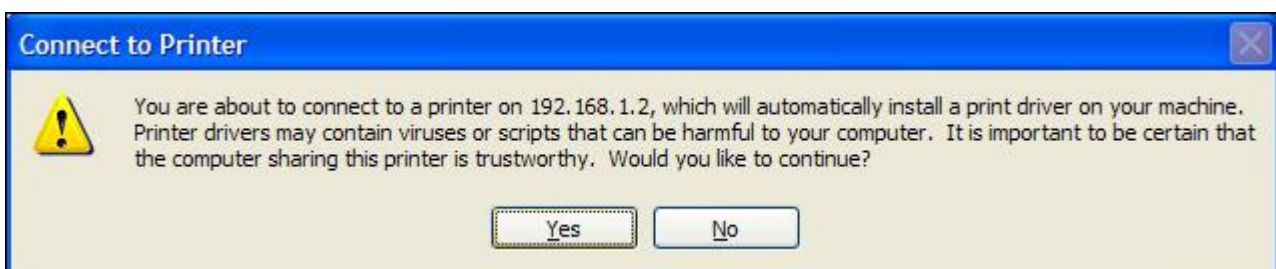 Connect to Printer
You are about to connect to a printer on 192.168.1.2, which will automatically install a print driver on your machine.
Printer drivers may contain viruses or scripts that can be harmful to your computer.  It is important to be certain that
the computer sharing this printer is trustworthy.  Would you like to continue?
Yes No